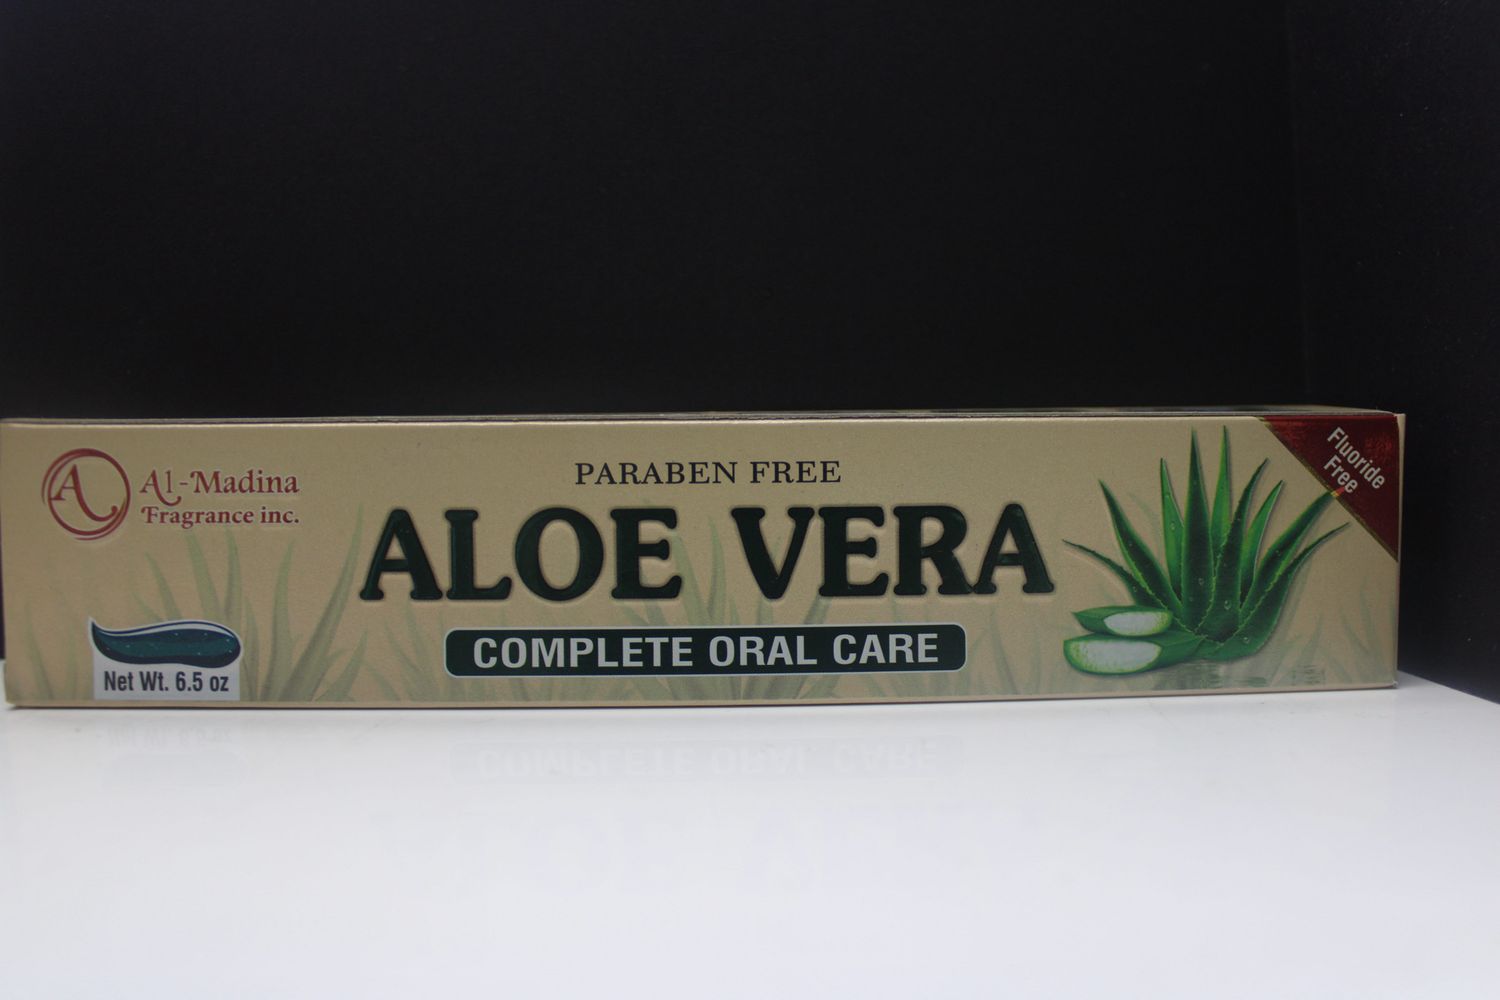 A
Al-Madina
Fragrance inc.
PARABEN FREE
ALOE VERA
COMPLETE ORAL CARE
Net Wt. 6.5 oz
Fluoride
Free